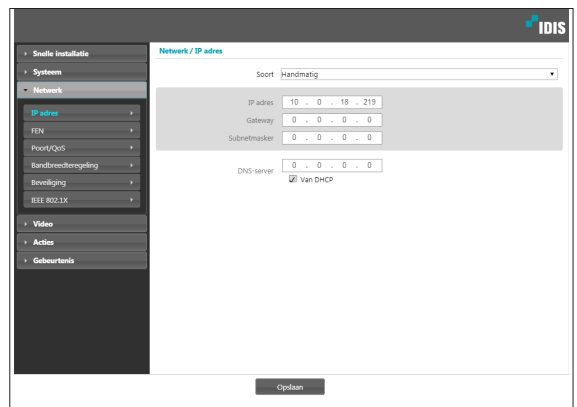 IDIS
Snelle installatie
Systeem
Netwerk
IP adres
FEN
Poort/QoS
Bandbreedteregeling
Beveiliging
IEEE 802.1X
Video
Acties
Gebeurtenis
Netwerk / IP adres
Soort Handmatig
IP adres 10 . 0 . 18 . 219
Gateway 0 . 0 . 0 . 0
Subnetmasker 0 . 0 . 0 . 0
DNS-server 0 . 0 . 0 . 0
Van DHCP
Opslaan